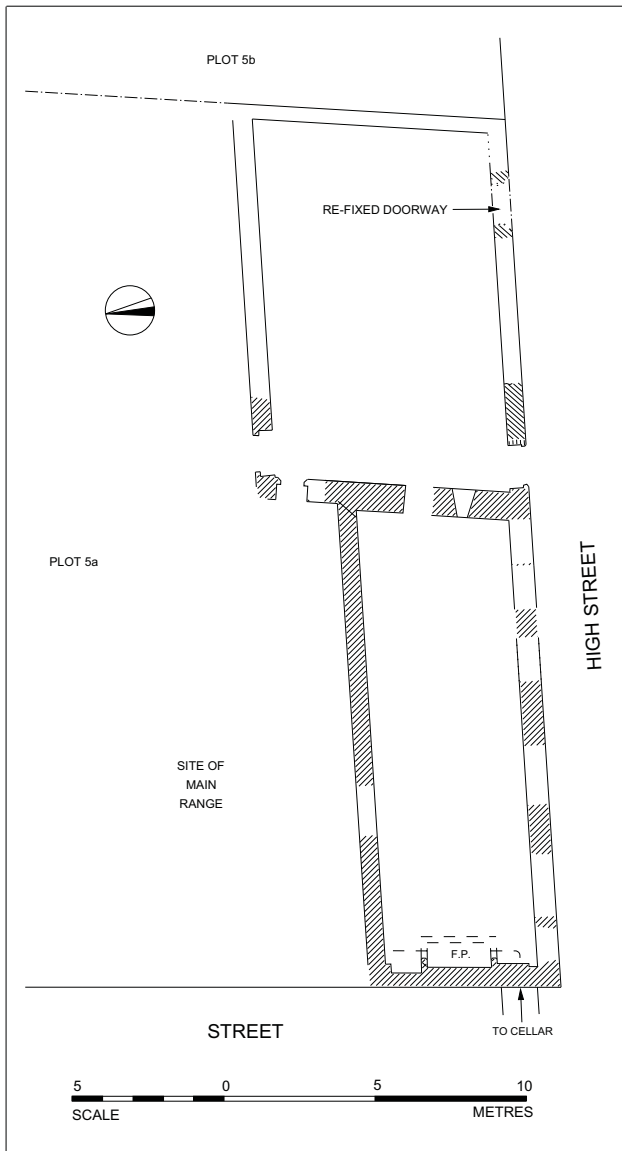 PLOT 5b
RE-FIXED DOORWAY
PLOT 5a
HIGH STREET
SITE OF
MAIN
RANGE
F.P.
STREET
TO CELLAR
5 0 5 10
SCALE METRES